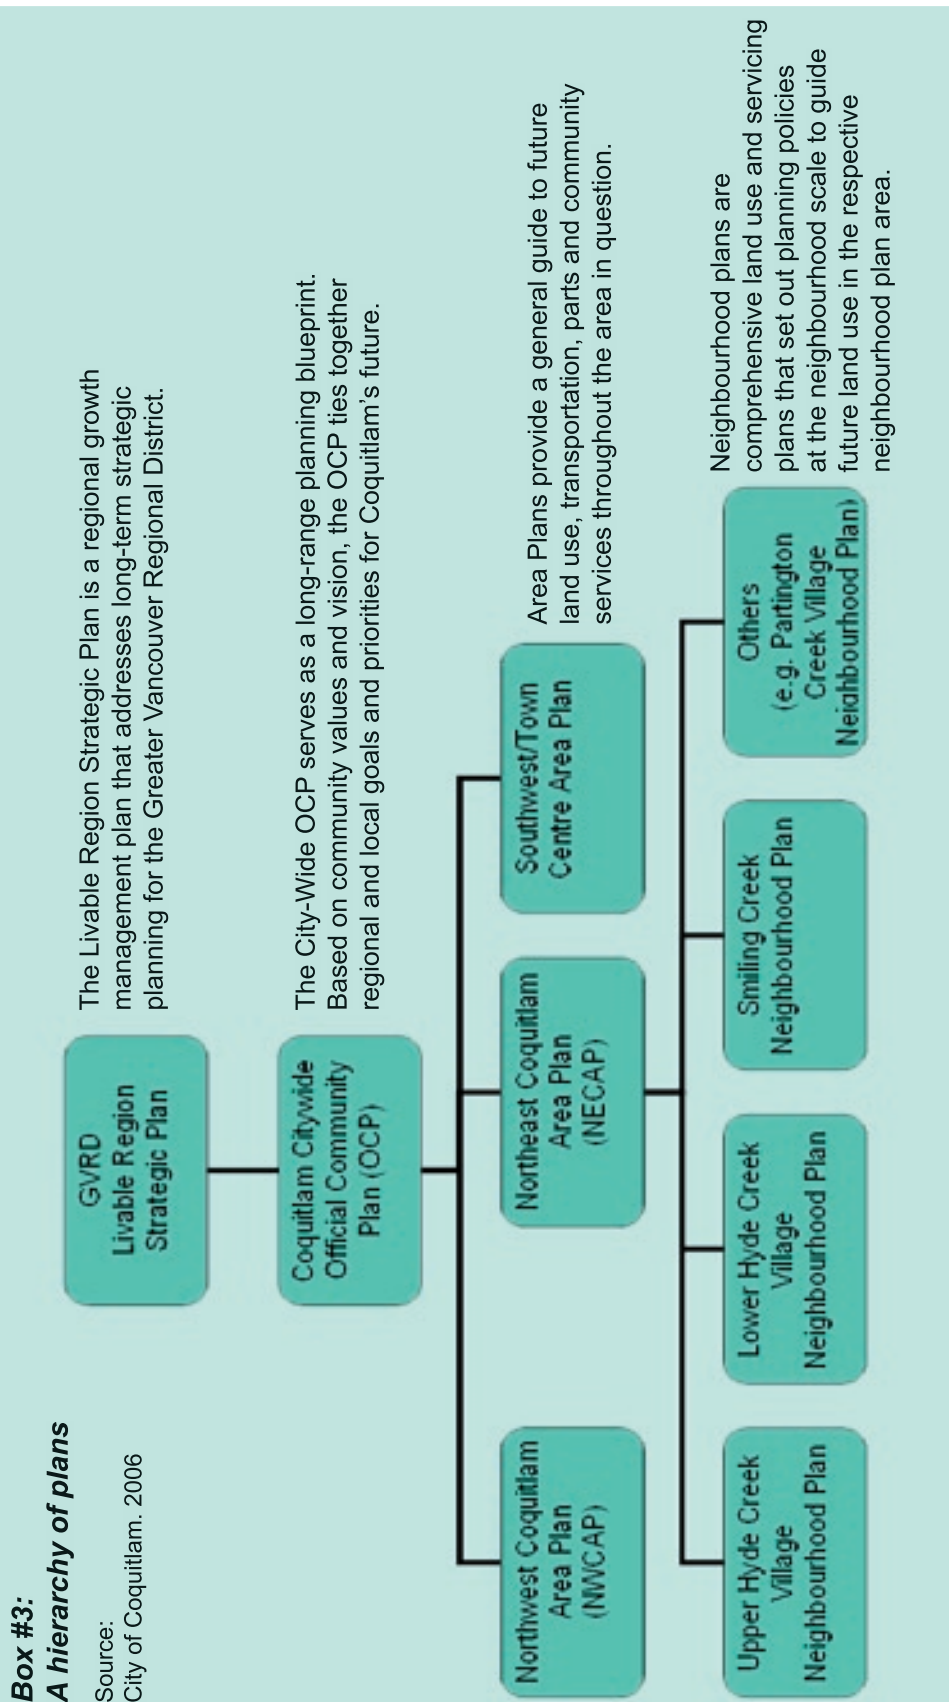 Box #3:
A hierarchy of plans
Source:
City of Coquitlam. 2006
GVRD
Livable Region
Strategic Plan
The Livable Region Strategic Plan is a regional growth
management plan that addresses long-term strategic
planning for the Greater Vancouver Regional District.
Coquitlam Citywide
Official Community
Plan (OCP)
The City-Wide OCP serves as a long-range planning blueprint.
Based on community values and vision, the OCP ties together
regional and local goals and priorities for Coquitlam's future.
Northwest Coquitlam
Area Plan
(NWCAP)
Northeast Coquitlam
Area Plan
(NECAP)
Southwest/Town
Centre Area Plan
Area Plans provide a general guide to future
land use, transportation, parts and community
services throughout the area in question.
Upper Hyde Creek
Village
Neighbourhood Plan
Lower Hyde Creek
Village
Neighbourhood Plan
Smiling Creek
Neighbourhood Plan
Others
(e.g. Partington
Creek Village
Neighbourhood Plan)
Neighbourhood plans are
comprehensive land use and servicing
plans that set out planning policies
at the neighbourhood scale to guide
future land use in the respective
neighbourhood plan area.